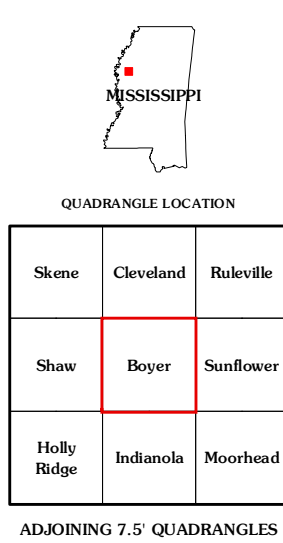 MISSISSIPPI
QUADRANGLE LOCATION
Skene Cleveland Ruleville
Shaw Boyer Sunflower
Holly Ridge Indianola Moorhead
ADJOINING 7.5' QUADRANGLES